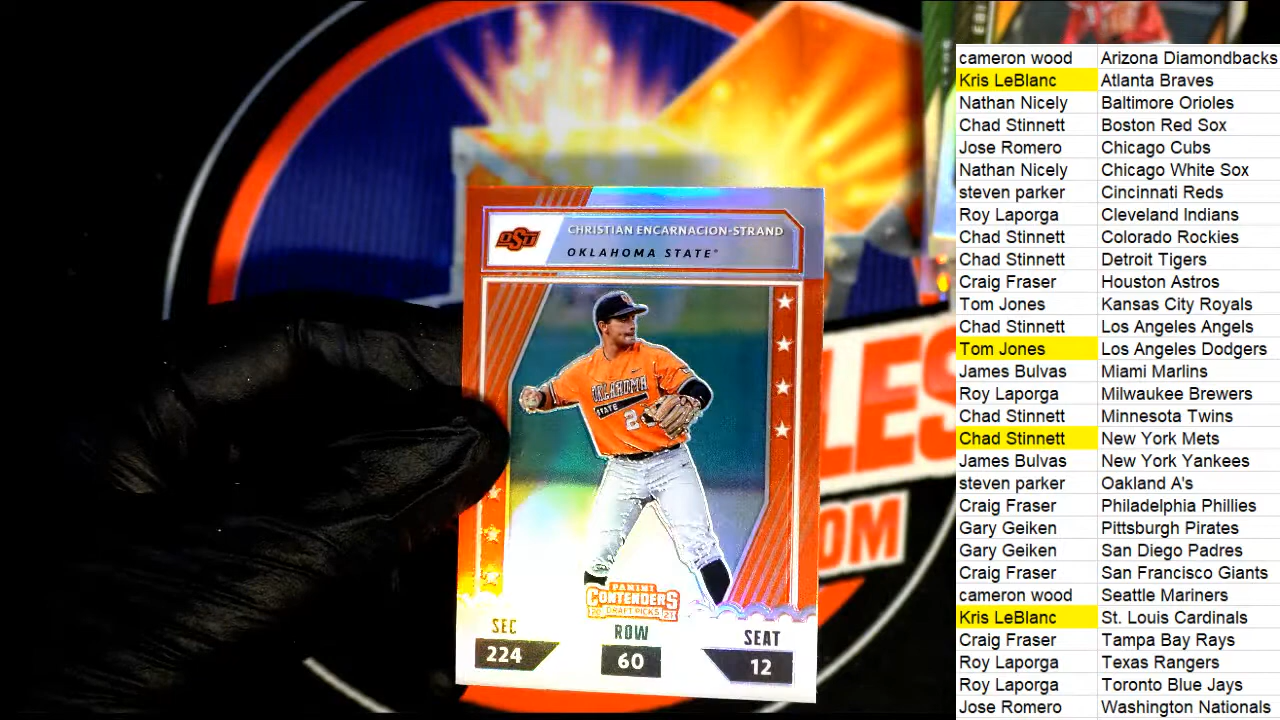 OSU
CHRISTIAN ENCARNACION-STRAND
OKLAHOMA STATE®
OKLAHOMA
STATE
2
PANINI
CONTENDERS
20 DRAFT PICKS 21
SEC ROW SEAT
224 60 12
LES
OM
cameron wood Arizona Diamondbacks
Kris LeBlanc Atlanta Braves
Nathan Nicely Baltimore Orioles
Chad Stinnett Boston Red Sox
Jose Romero Chicago Cubs
Nathan Nicely Chicago White Sox
steven parker Cincinnati Reds
Roy Laporga Cleveland Indians
Chad Stinnett Colorado Rockies
Chad Stinnett Detroit Tigers
Craig Fraser Houston Astros
Tom Jones Kansas City Royals
Chad Stinnett Los Angeles Angels
Tom Jones Los Angeles Dodgers
James Bulvas Miami Marlins
Roy Laporga Milwaukee Brewers
Chad Stinnett Minnesota Twins
Chad Stinnett New York Mets
James Bulvas New York Yankees
steven parker Oakland A's
Craig Fraser Philadelphia Phillies
Gary Geiken Pittsburgh Pirates
Gary Geiken San Diego Padres
Craig Fraser San Francisco Giants
cameron wood Seattle Mariners
Kris LeBlanc St. Louis Cardinals
Craig Fraser Tampa Bay Rays
Roy Laporga Texas Rangers
Roy Laporga Toronto Blue Jays
Jose Romero Washington Nationals